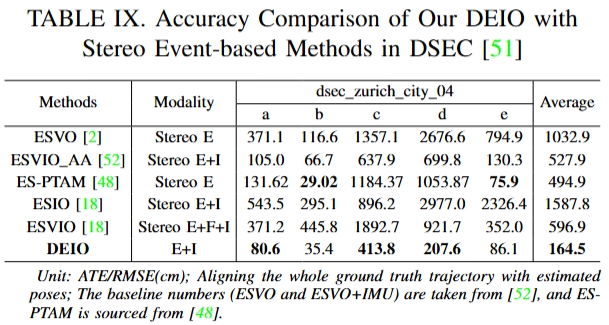 TABLE IX. Accuracy Comparison of Our DEIO with
Stereo Event-based Methods in DSEC [51]
Methods Modality dsec_zurich_city_04 Average
a b c d e
ESVO [2] Stereo E 371.1 116.6 1357.1 2676.6 794.9 1032.9
ESVIO_AA [52] Stereo E+I 105.0 66.7 637.9 699.8 130.3 527.9
ES-PTAM [48] Stereo E 131.62 29.02 1184.37 1053.87 75.9 494.9
ESIO [18] Stereo E+I 543.5 295.1 896.2 2977.0 2326.4 1587.8
ESVIO [18] Stereo E+F+I 371.2 445.8 1892.7 921.7 352.0 596.9
DEIO E+I 80.6 35.4 413.8 207.6 86.1 164.5
Unit: ATE/RMSE(cm); Aligning the whole ground truth trajectory with estimated
poses; The baseline numbers (ESVO and ESVO+IMU) are taken from [52], and ES-
PTAM is sourced from [48].